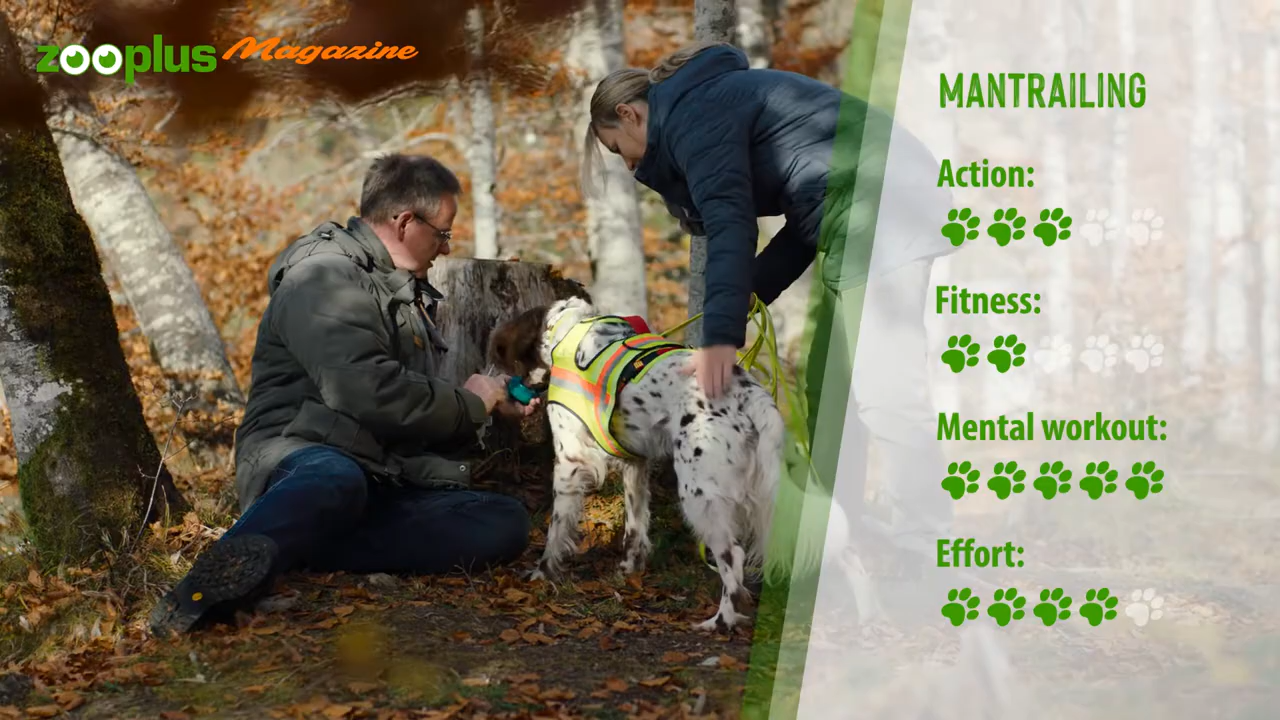 zooplus Magazine
MANTRAILING
Action:
Fitness:
Mental workout:
Effort: